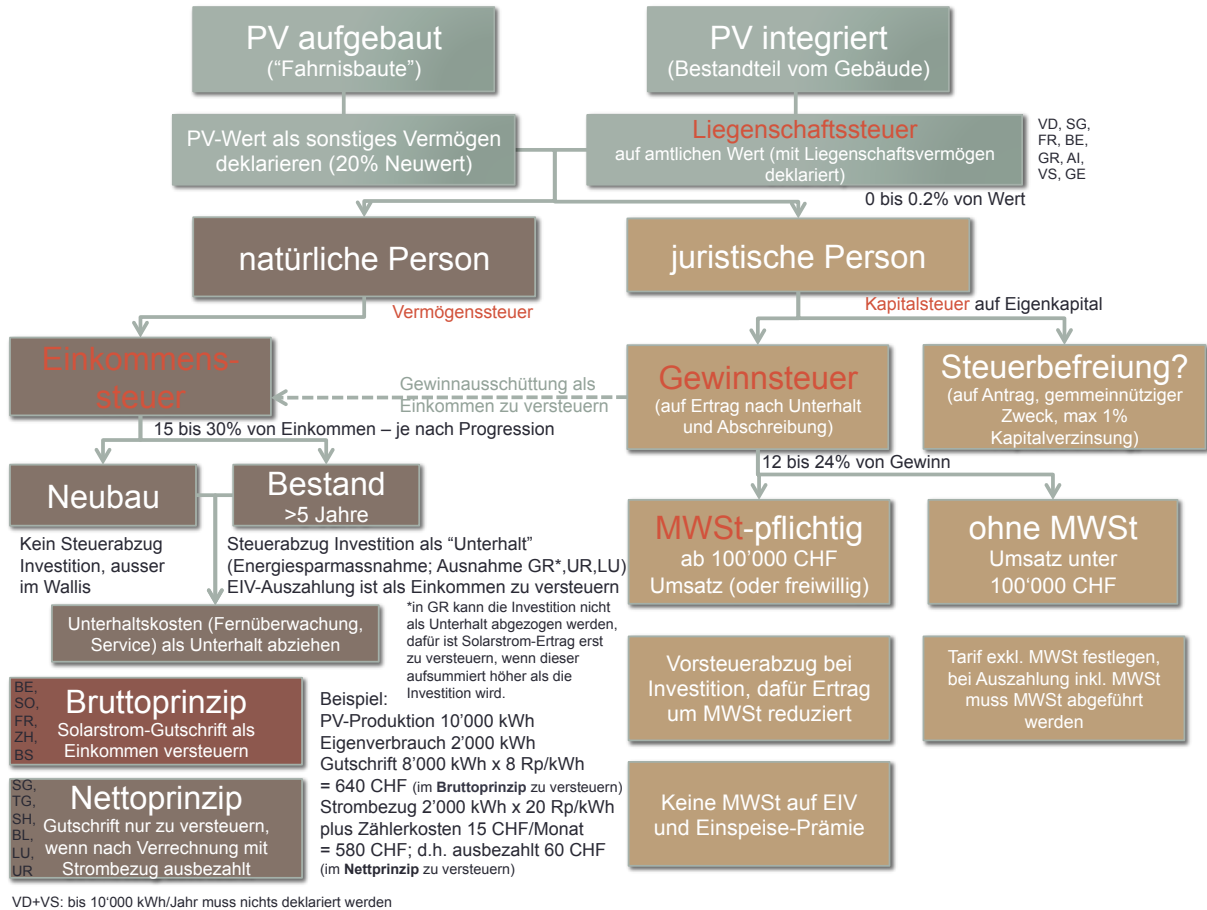 PV aufgebaut
(“Fahrnisbaute”)
PV integriert
(Bestandteil vom Gebäude)
PV-Wert als sonstiges Vermögen
deklarieren (20% Neuwert)
Liegenschaftssteuer
auf amtlichen Wert (mit Liegenschaftsvermögen
deklariert)
VD, SG,
FR, BE,
GR, AI,
VS, GE
0 bis 0.2% von Wert
natürliche Person
juristische Person
Vermögenssteuer
Kapitalsteuer auf Eigenkapital
Einkommens-
steuer
Gewinnausschüttung als
Einkommen zu versteuern
Gewinnsteuer
(auf Ertrag nach Unterhalt
und Abschreibung)
Steuerbefreiung?
(auf Antrag, gemmeinnütziger
Zweck, max 1%
Kapitalverzinsung)
15 bis 30% von Einkommen – je nach Progression
12 bis 24% von Gewinn
Neubau
Bestand
>5 Jahre
MWSt-pflichtig
ab 100’000 CHF
Umsatz (oder freiwillig)
ohne MWSt
Umsatz unter
100’000 CHF
Kein Steuerabzug
Investition, ausser
im Wallis
Steuerabzug Investition als “Unterhalt”
(Energiesparmassnahme; Ausnahme GR*,UR,LU)
EIV-Auszahlung ist als Einkommen zu versteuern
*in GR kann die Investition nicht
als Unterhalt abgezogen werden,
dafür ist Solarstrom-Ertrag erst
zu versteuern, wenn dieser
aufsummiert höher als die
Investition wird.
Unterhaltskosten (Fernüberwachung,
Service) als Unterhalt abziehen
Vorsteuerabzug bei
Investition, dafür Ertrag
um MWSt reduziert
Tarif exkl. MWSt festlegen,
bei Auszahlung inkl. MWSt
muss MWSt abgeführt
werden
BE,
SO,
FR,
ZH,
BS
Bruttoprinzip
Solarstrom-Gutschrift als
Einkommen versteuern
Beispiel:
PV-Produktion 10’000 kWh
Eigenverbrauch 2’000 kWh
Gutschrift 8’000 kWh x 8 Rp/kWh
= 640 CHF (im Bruttoprinzip zu versteuern)
Strombezug 2’000 kWh x 20 Rp/kWh
plus Zählerkosten 15 CHF/Monat
= 580 CHF; d.h. ausbezahlt 60 CHF
(im Nettprinzip zu versteuern)
SG,
TG,
SH,
BL,
LU,
UR
Nettoprinzip
Gutschrift nur zu versteuern,
wenn nach Verrechnung mit
Strombezug ausbezahlt
Keine MWSt auf EIV
und Einspeise-Prämie
VD+VS: bis 10‘000 kWh/Jahr muss nichts deklariert werden